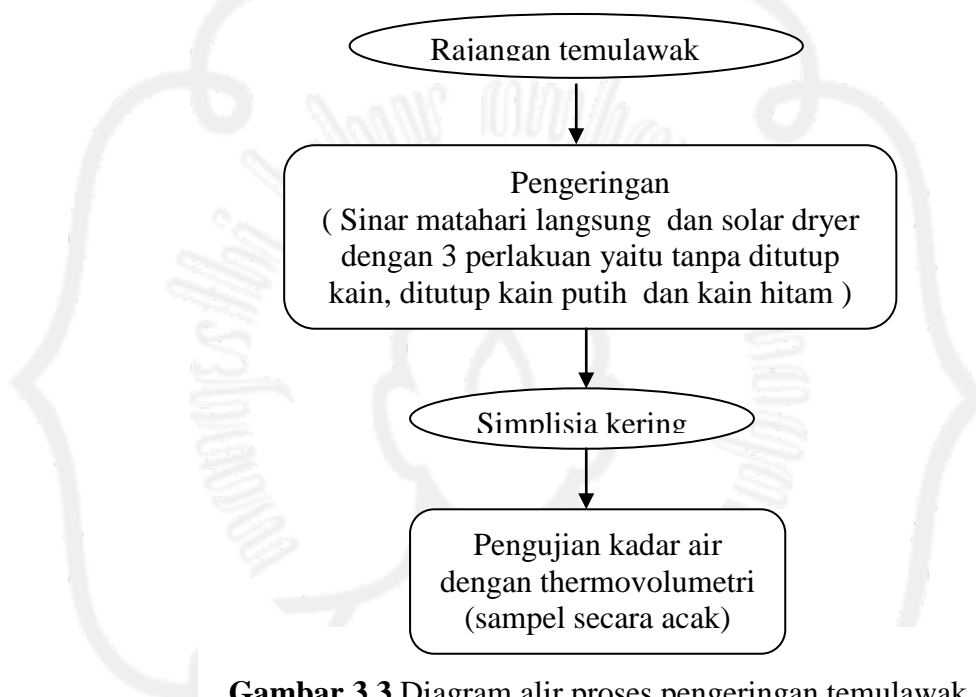 Rajangan temulawak
Pengeringan
( Sinar matahari langsung dan solar dryer
dengan 3 perlakuan yaitu tanpa ditutup
kain, ditutup kain putih dan kain hitam )
Simplisia kering
Pengujian kadar air
dengan thermovolumetri
(sampel secara acak)
Gambar 3.3 Diagram alir proses pengeringan temulawak